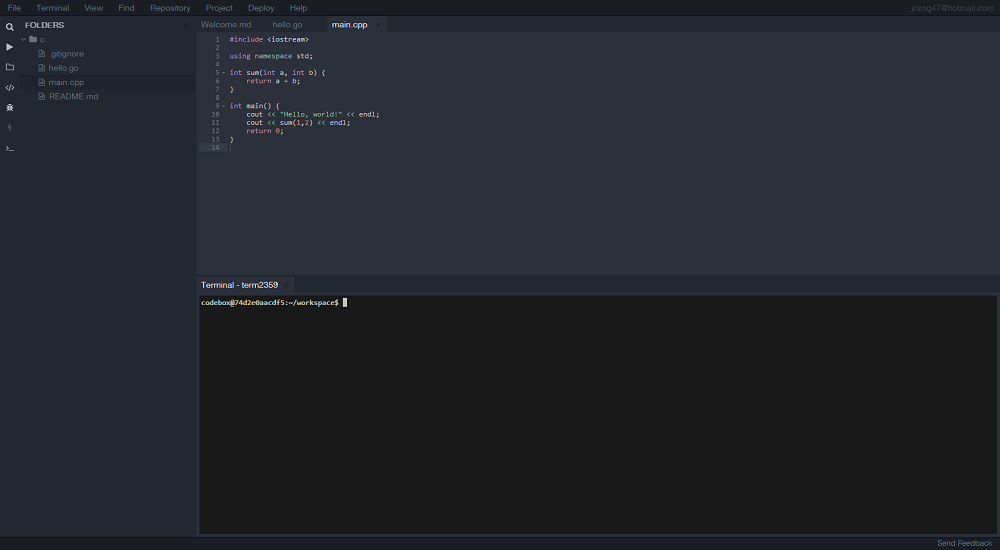 File Terminal View Find Repository Project Deploy Help jozog47@hotmail.com
FOLDERS
c
.gitignore
hello.go
main.cpp
README.md
Welcome.md hello.go main.cpp ×
1 #include <iostream>
2
3 using namespace std;
4
5 int sum(int a, int b) {
6 return a + b;
7 }
8
9 int main() {
10 cout << "Hello, world!" << endl;
11 cout << sum(1,2) << endl;
12 return 0;
13 }
14
Terminal - term2359 ×
codebox@74d2e0aacdf5:~/workspace$
Send Feedback